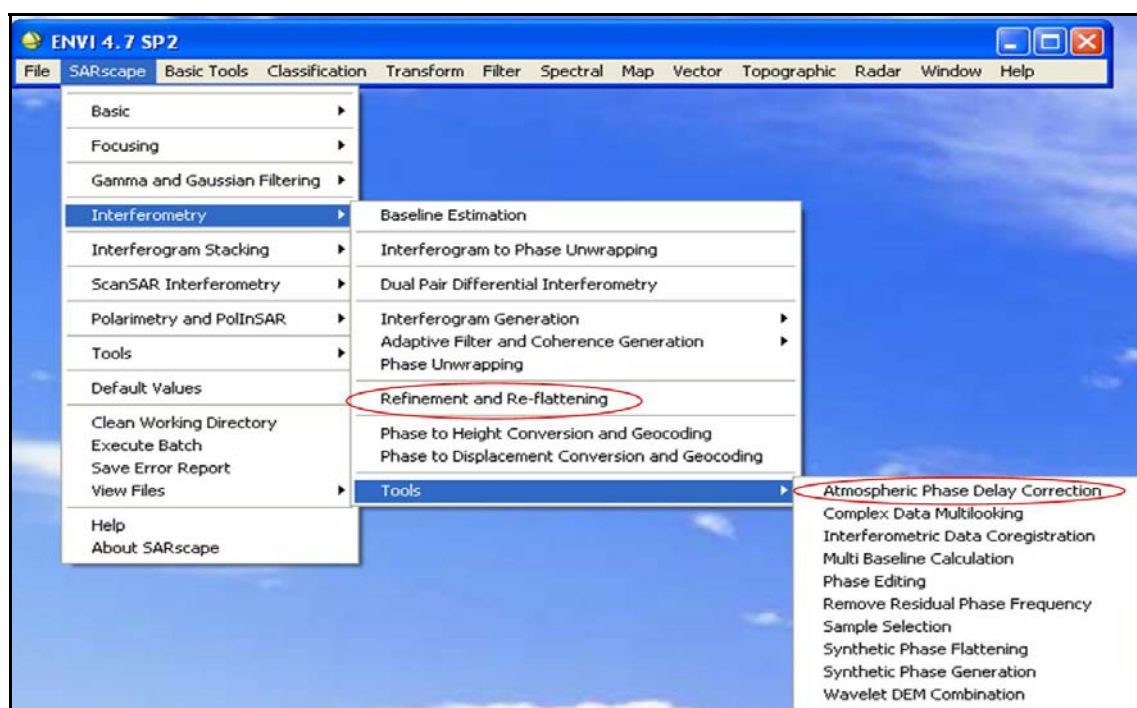 ENVI 4.7 SP2
File SARscape Basic Tools Classification Transform Filter Spectral Map Vector Topographic Radar Window Help
Basic
Focusing
Gamma and Gaussian Filtering
Interferometry
Interferogram Stacking
ScanSAR Interferometry
Polarimetry and PolInSAR
Tools
Default Values
Clean Working Directory
Execute Batch
Save Error Report
View Files
Help
About SARscape
Baseline Estimation
Interferogram to Phase Unwrapping
Dual Pair Differential Interferometry
Interferogram Generation
Adaptive Filter and Coherence Generation
Phase Unwrapping
Refinement and Re-flattening
Phase to Height Conversion and Geocoding
Phase to Displacement Conversion and Geocoding
Tools
Atmospheric Phase Delay Correction
Complex Data Multilooking
Interferometric Data Coregistration
Multi Baseline Calculation
Phase Editing
Remove Residual Phase Frequency
Sample Selection
Synthetic Phase Flattening
Synthetic Phase Generation
Wavelet DEM Combination